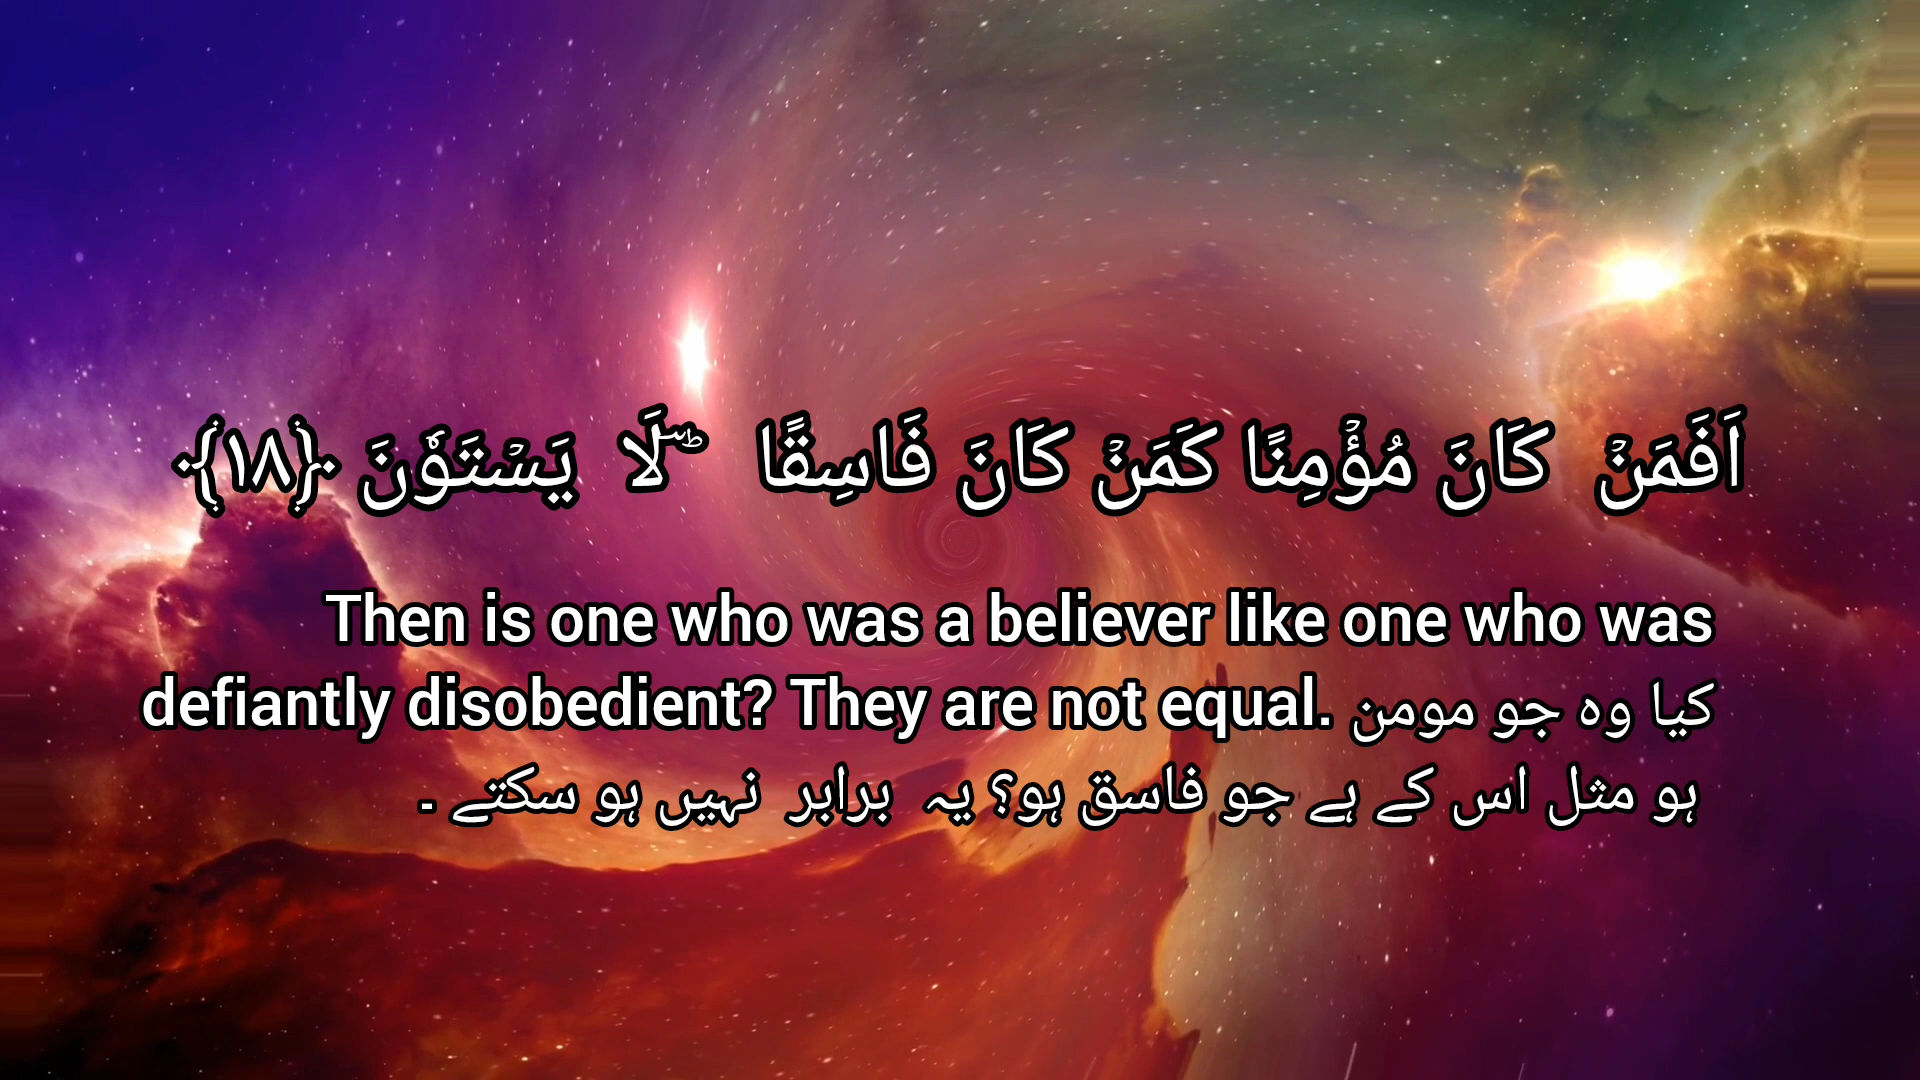 اَفَمَنۡ  کَانَ مُؤۡمِنًا کَمَنۡ کَانَ فَاسِقًا  ؕؔ لَا  یَسۡتَوٗنَ ﴿۱۸﴾
Then is one who was a believer like one who was
defiantly disobedient? They are not equal. کیا وہ جو مومن
ہو مثل اس کے ہے جو فاسق ہو؟ یہ  برابر  نہیں ہو سکتے ۔